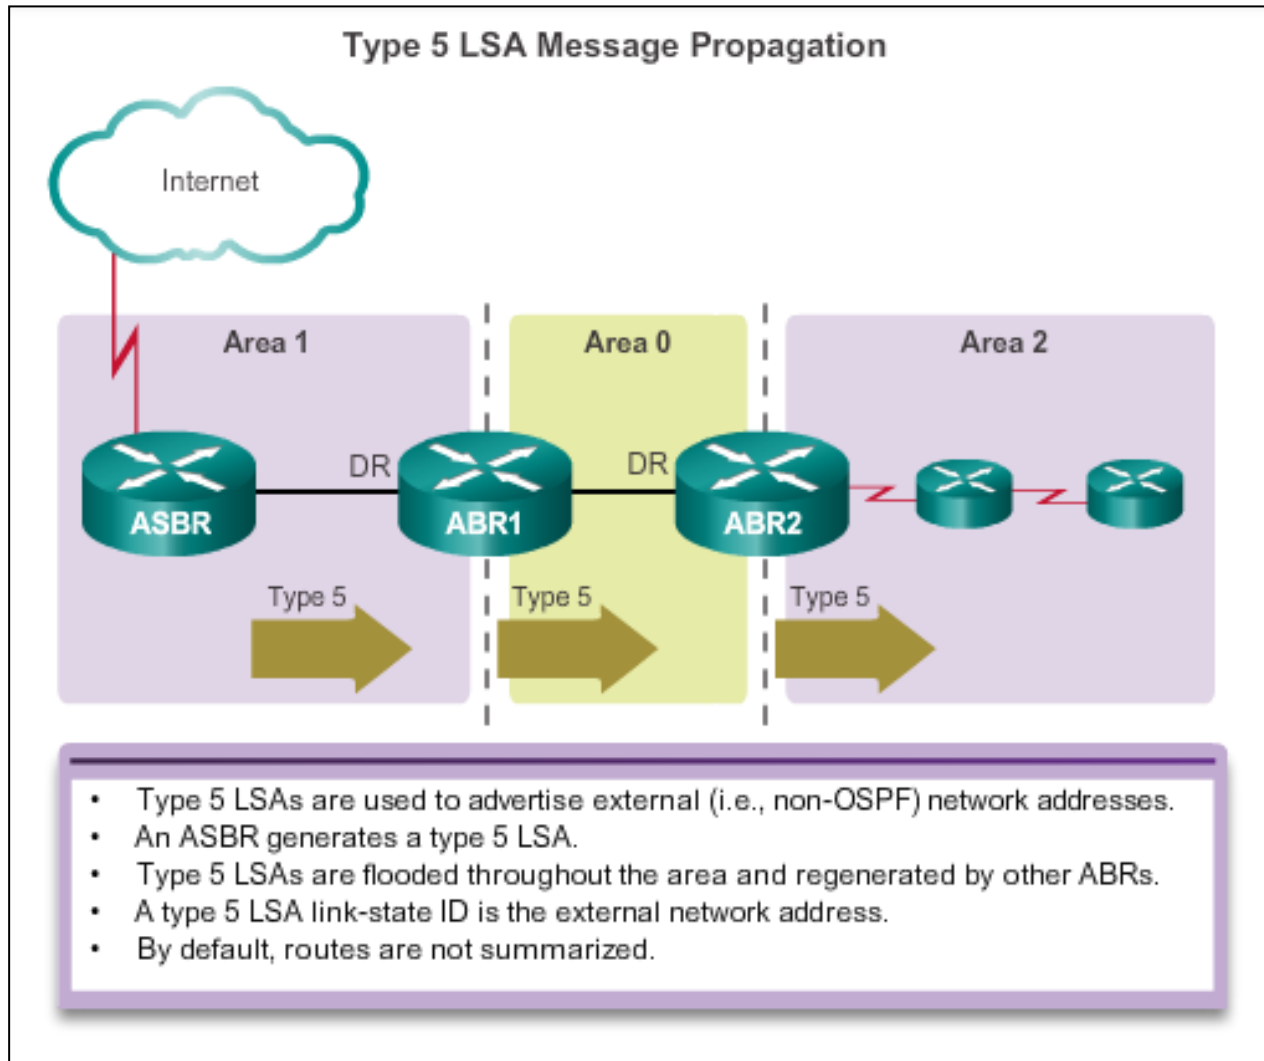 Type 5 LSA Message Propagation
Internet
Area 1
Area 0
Area 2
DR
DR
ASBR
ABR1
ABR2
Type 5
Type 5
Type 5
• Type 5 LSAs are used to advertise external (i.e., non-OSPF) network addresses.
• An ASBR generates a type 5 LSA.
• Type 5 LSAs are flooded throughout the area and regenerated by other ABRs.
• A type 5 LSA link-state ID is the external network address.
• By default, routes are not summarized.